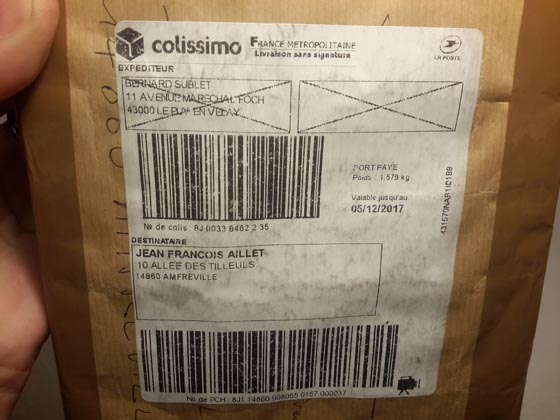 colissimo
FRANCE METROPOLITAINE
Livraison sans signature
LA POSTE
EXPEDITEUR
BERNARD SUBLET
11 AVENUE MARECHAL FOCH
43000 LE PUY EN VELAY
PORT PAYE
Poids : 1.579 kg
Valable jusqu'au:
05/12/2017
N° de colis : 8J 0033 8482 2 35
DESTINATAIRE
JEAN FRANCOIS AILLET
10 ALLEE DES TILLEULS
14860 AMFREVILLE
N° de PCH : 8J1 14860 908055 0157 000037